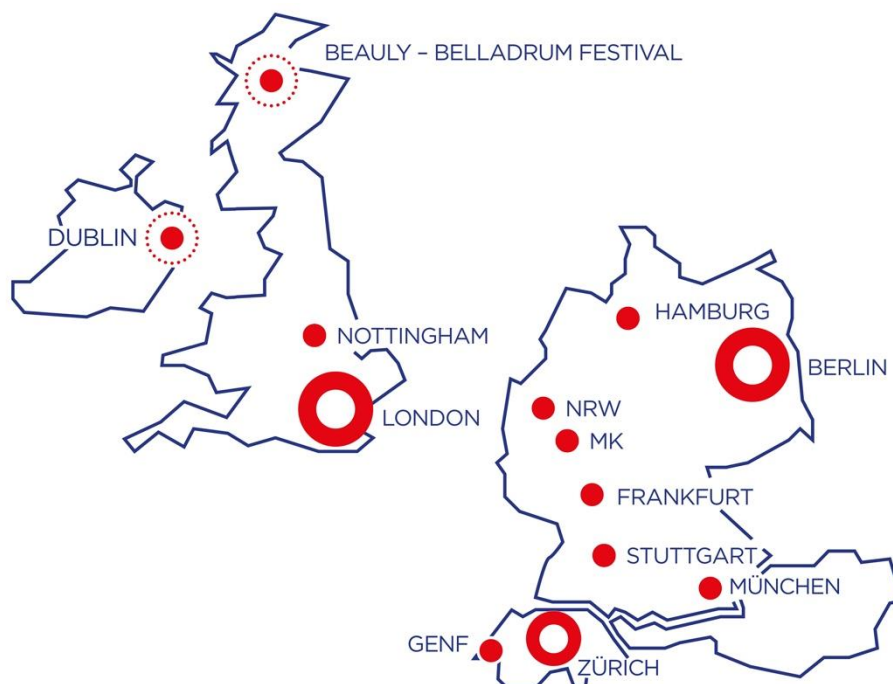 BEAULY – BELLADRUM FESTIVAL
DUBLIN
NOTTINGHAM
LONDON
HAMBURG
BERLIN
NRW
MK
FRANKFURT
STUTTGART
MÜNCHEN
GENF
ZÜRICH